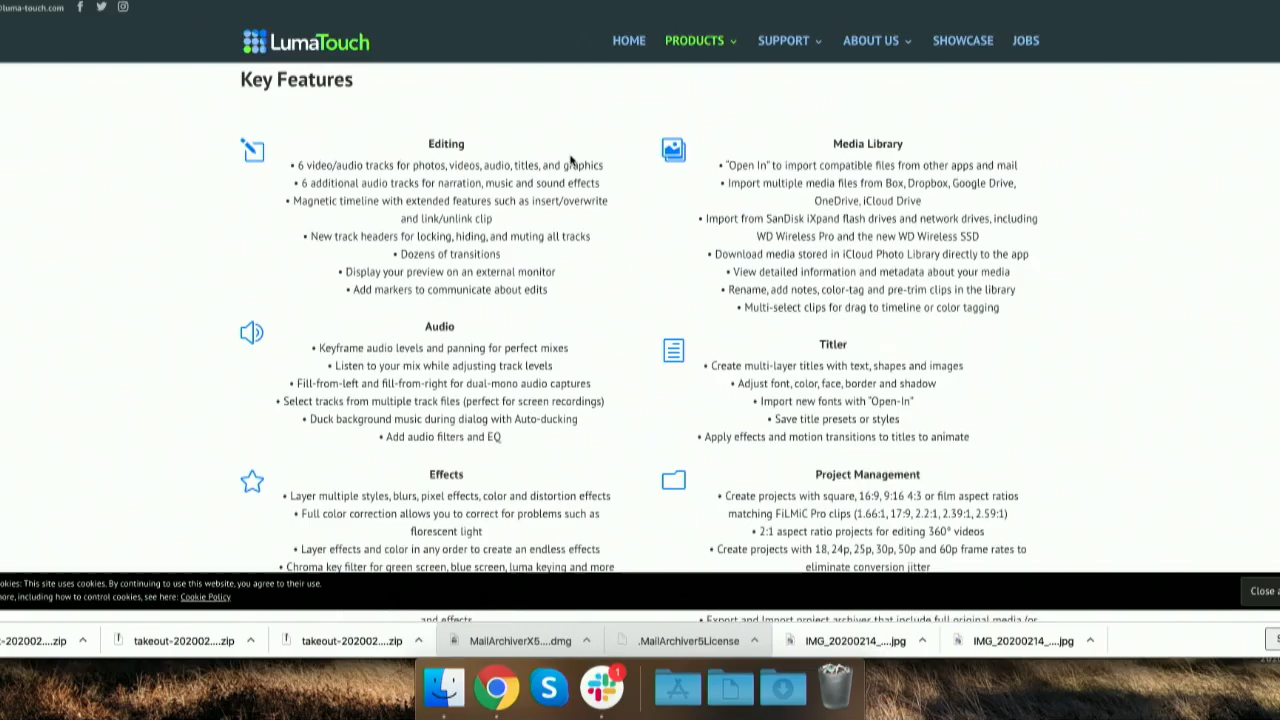 @luma-touch.com
LumaTouch
HOME PRODUCTS SUPPORT ABOUT US SHOWCASE JOBS
Key Features
Editing
• 6 video/audio tracks for photos, videos, audio, titles, and graphics
• 6 additional audio tracks for narration, music and sound effects
• Magnetic timeline with extended features such as insert/overwrite
and link/unlink clip
• New track headers for locking, hiding, and muting all tracks
• Dozens of transitions
• Display your preview on an external monitor
• Add markers to communicate about edits
Audio
• Keyframe audio levels and panning for perfect mixes
• Listen to your mix while adjusting track levels
• Fill-from-left and fill-from-right for dual-mono audio captures
• Select tracks from multiple track files (perfect for screen recordings)
• Duck background music during dialog with Auto-ducking
• Add audio filters and EQ
Effects
• Layer multiple styles, blurs, pixel effects, color and distortion effects
• Full color correction allows you to correct for problems such as
florescent light
• Layer effects and color in any order to create an endless effects
• Chroma key filter for green screen, blue screen, luma keying and more
Media Library
• "Open In" to import compatible files from other apps and mail
• Import multiple media files from Box, Dropbox, Google Drive,
OneDrive, iCloud Drive
• Import from SanDisk iXpand flash drives and network drives, including
WD Wireless Pro and the new WD Wireless SSD
• Download media stored in iCloud Photo Library directly to the app
• View detailed information and metadata about your media
• Rename, add notes, color-tag and pre-trim clips in the library
• Multi-select clips for drag to timeline or color tagging
Titler
• Create multi-layer titles with text, shapes and images
• Adjust font, color, face, border and shadow
• Import new fonts with "Open-In"
• Save title presets or styles
• Apply effects and motion transitions to titles to animate
Project Management
• Create projects with square, 16:9, 9:16 4:3 or film aspect ratios
matching FiLMiC Pro clips (1.66:1, 17:9, 2.2:1, 2.39:1, 2.59:1)
• 2:1 aspect ratio projects for editing 360° videos
• Create projects with 18, 24p, 25p, 30p, 50p and 60p frame rates to
eliminate conversion jitter
okies: This site uses cookies. By continuing to use this website, you agree to their use.
ore, including how to control cookies, see here: Cookie Policy
Close a
and effects
• Export and Import project archives that include full original media (or
t-202002....zip takeout-202002....zip takeout-202002....zip MailArchiverX5....dmg .MailArchiver5License IMG_20200214_....jpg IMG_20200214_....jpg S
S 1